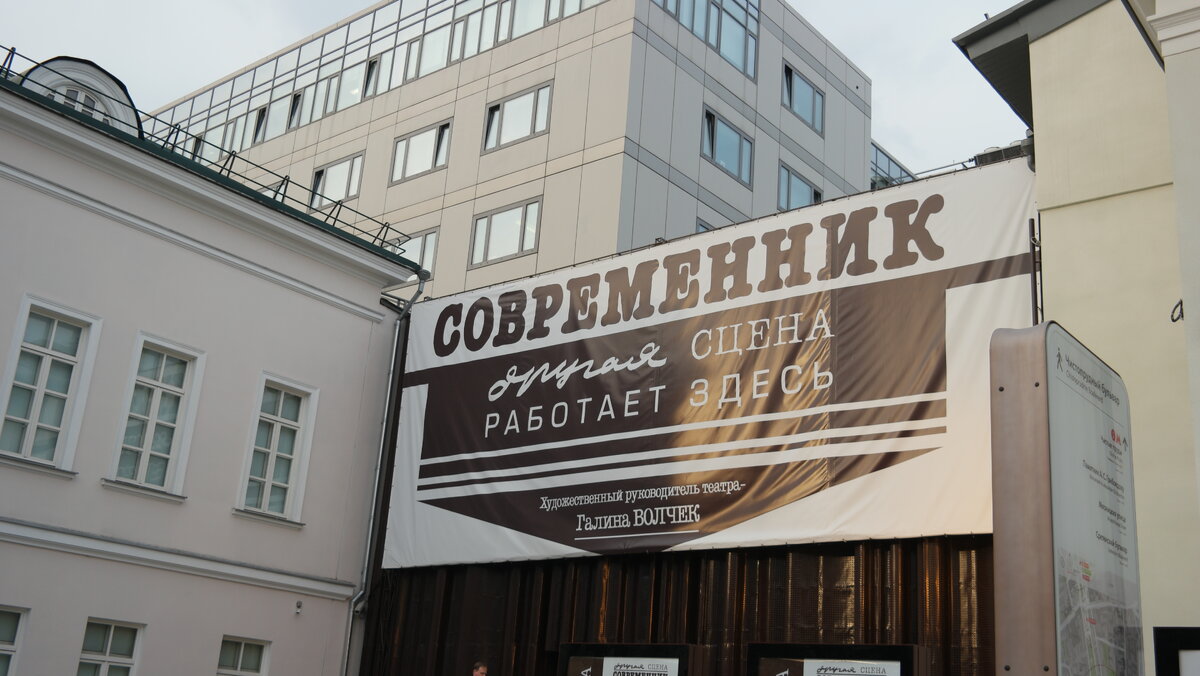 СОВРЕМЕННИК
другая СЦЕНА
РАБОТАЕТ ЗДЕСЬ
Художественный руководитель театра-
Галина ВОЛЧЕК
Чистопрудный бульвар
другая СЦЕНА
СОВРЕМЕННИК
другая СЦЕНА